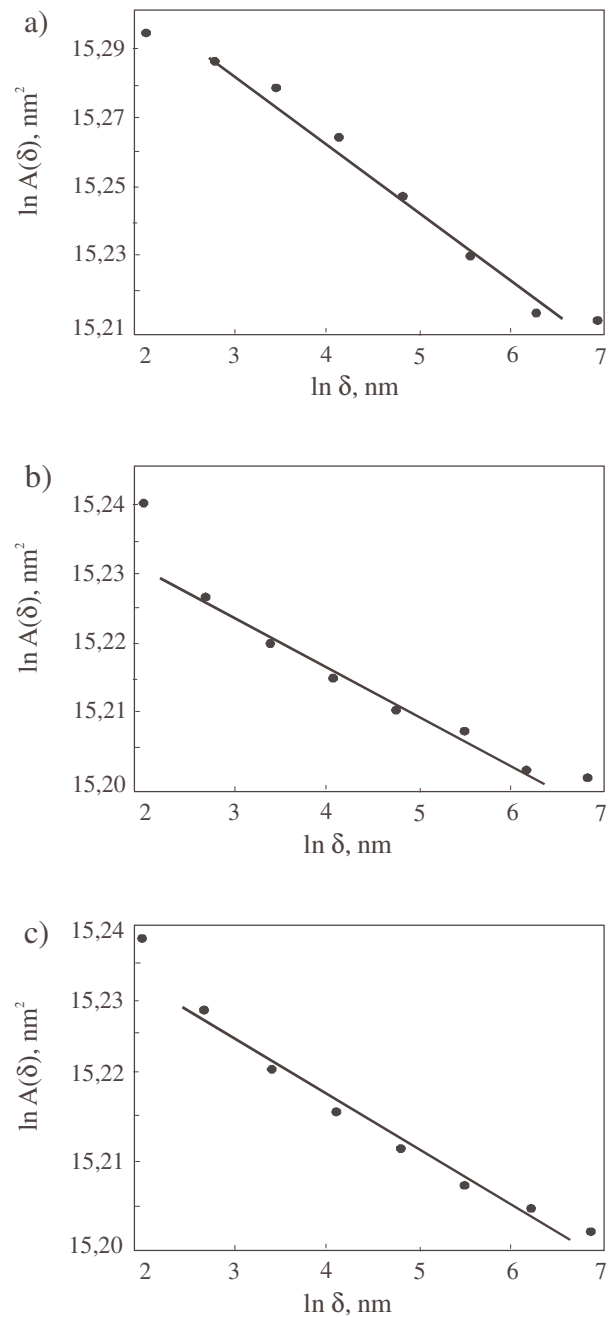 a)
ln A(δ), nm²
15,29
15,27
15,25
15,23
15,21
2 3 4 5 6 7
ln δ, nm
b)
ln A(δ), nm²
15,24
15,23
15,22
15,21
15,20
2 3 4 5 6 7
ln δ, nm
c)
ln A(δ), nm²
15,24
15,23
15,22
15,21
15,20
2 3 4 5 6 7
ln δ, nm